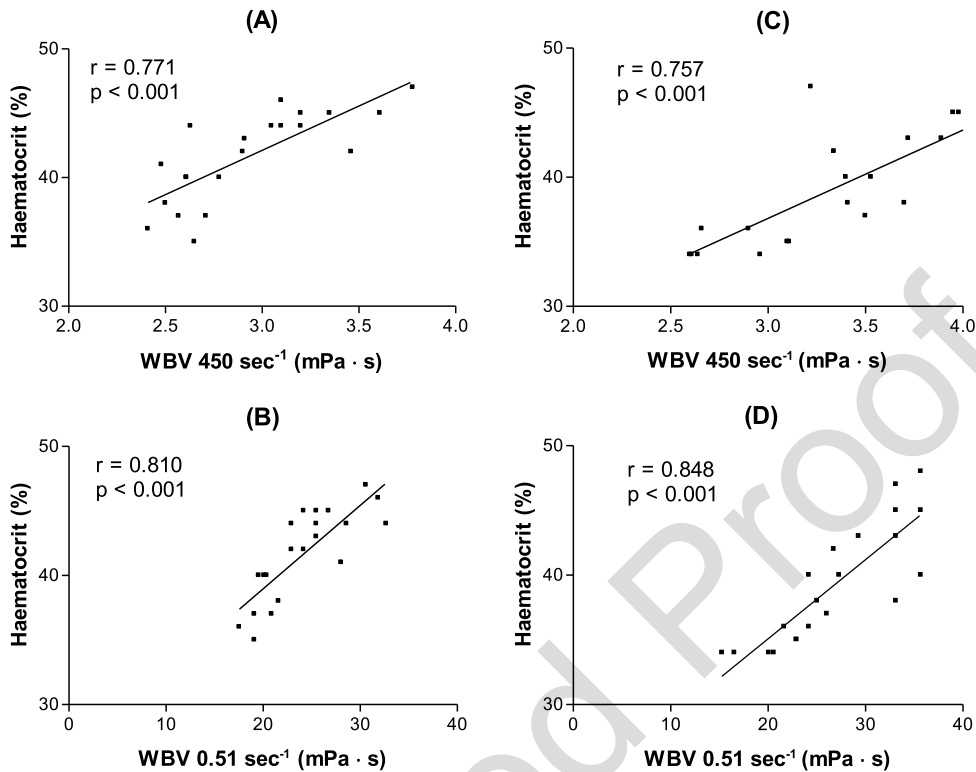 (A)
r = 0.771
p < 0.001
Haematocrit (%)
50
40
30
2.0 2.5 3.0 3.5 4.0
WBV 450 sec⁻¹ (mPa · s)
(C)
r = 0.757
p < 0.001
Haematocrit (%)
50
40
30
2.0 2.5 3.0 3.5 4.0
WBV 450 sec⁻¹ (mPa · s)
(B)
r = 0.810
p < 0.001
Haematocrit (%)
50
40
30
0 10 20 30 40
WBV 0.51 sec⁻¹ (mPa · s)
(D)
r = 0.848
p < 0.001
Haematocrit (%)
50
40
30
0 10 20 30 40
WBV 0.51 sec⁻¹ (mPa · s)
Proof